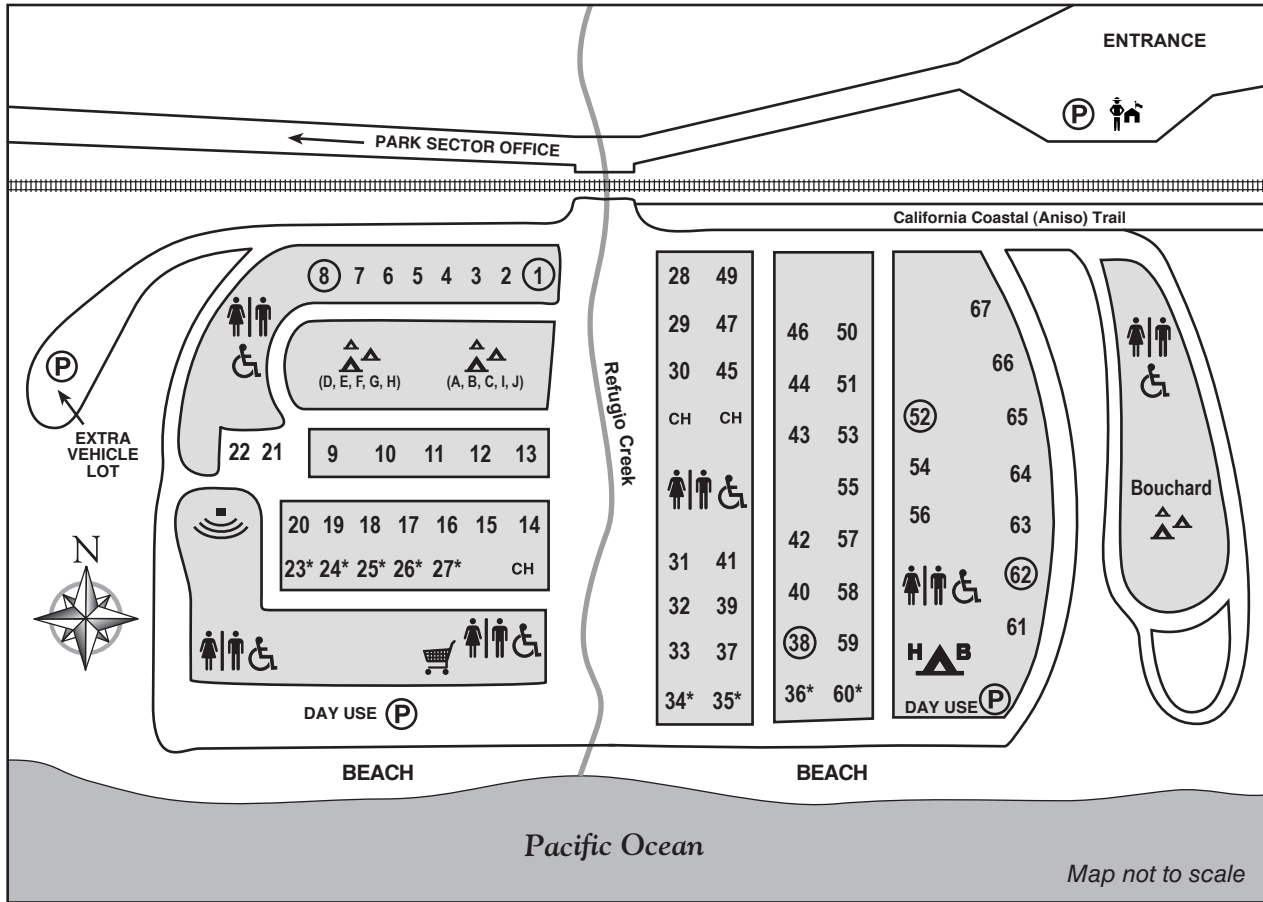 ENTRANCE
P
PARK SECTOR OFFICE
California Coastal (Aniso) Trail
8 7 6 5 4 3 2 1
(D, E, F, G, H) (A, B, C, I, J)
P
EXTRA
VEHICLE
LOT
22 21
9 10 11 12 13
20 19 18 17 16 15 14
23* 24* 25* 26* 27* CH
N
DAY USE P
Refugio Creek
28 49
29 47
30 45
CH CH
31 41
32 39
33 37
34* 35*
46 50
44 51
43 53
55
42 57
40 58
38 59
36* 60*
67
66
52 65
54 64
56 63
62
61
H B
DAY USE P
Bouchard
BEACH BEACH
Pacific Ocean
Map not to scale